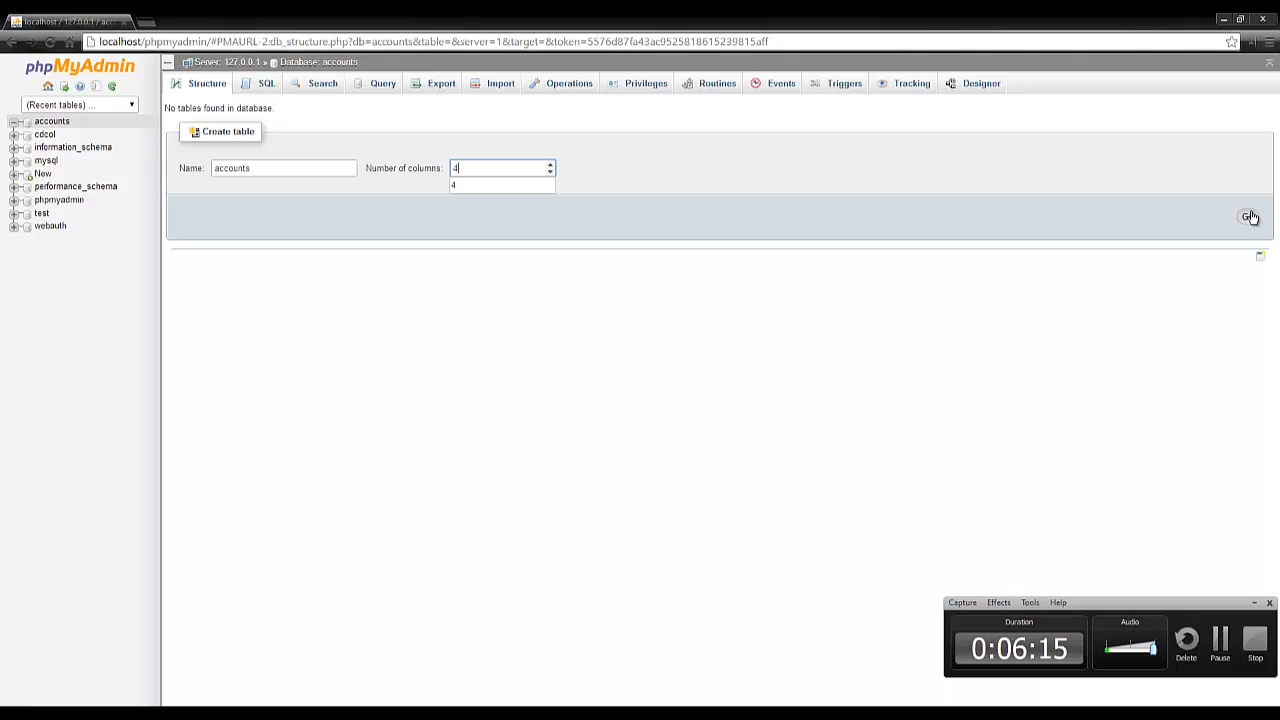 localhost / 127.0.0.1 / acc
localhost/phpmyadmin/#PMAURL-2:db_structure.php?db=accounts&table=&server=1&target=&token=5576d87fa43ac9525818615239815aff
phpMyAdmin
(Recent tables) ...
accounts
cdcol
information_schema
mysql
New
performance_schema
phpmyadmin
test
webauth
Server: 127.0.0.1 » Database: accounts
Structure SQL Search Query Export Import Operations Privileges Routines Events Triggers Tracking Designer
No tables found in database.
Create table
Name: accounts Number of columns: 4
4
Capture Effects Tools Help
Duration Audio
0:06:15
Delete Pause Stop